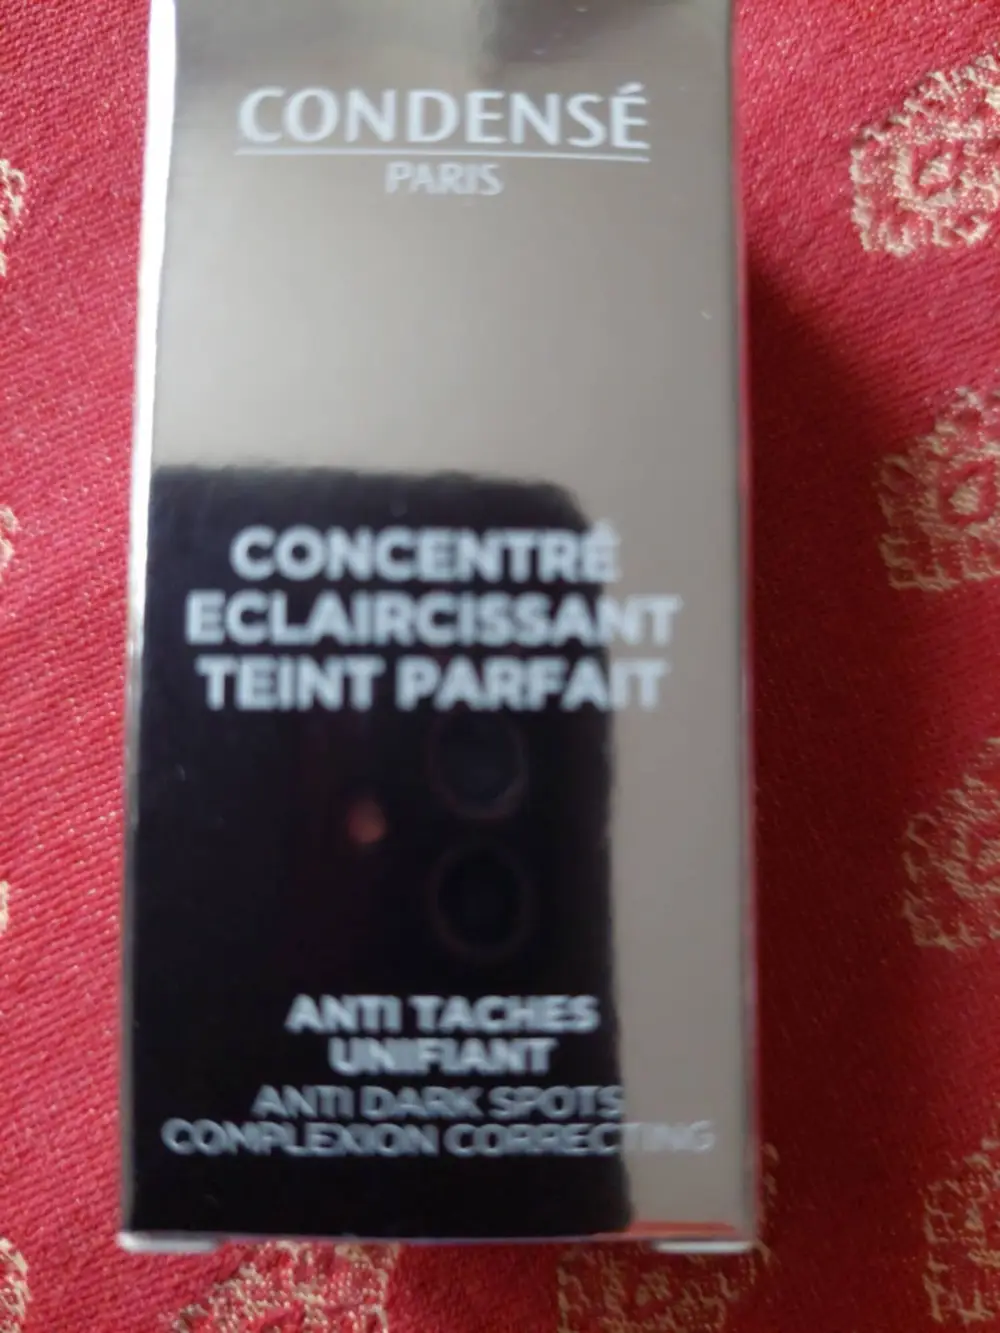 CONDENSÉ
PARIS
CONCENTRÉ
ECLAIRCISSANT
TEINT PARFAIT
ANTI TACHES
UNIFIANT
ANTI DARK SPOTS
COMPLEXION CORRECTING